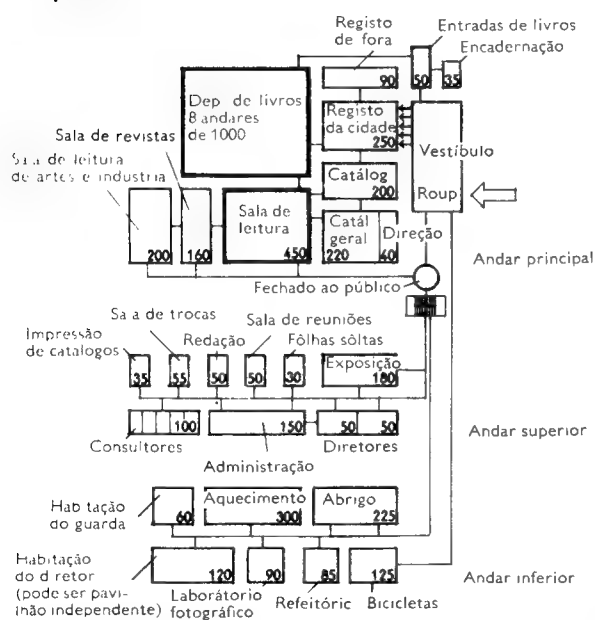 Registo
de fora
90
Entradas de livros
50
Encadernação
35
Dep. de livros
8 andares
de 1000
Registo
da cidade
250
Vestíbulo
Roup
Sala de revistas
Sala de leitura
de artes e industria
200
160
Sala de
leitura
450
Catálog
200
Catál
geral
220
Direção
60
Andar principal
Fechado ao público
Impressão
de catalogos
35
Sa a de trocas
55
Redação
50
Sala de reuniões
50
Fôlhas sôltas
30
Exposição
180
100
Consultores
150
Administração
50
50
Diretores
Andar superior
Hab tação
do guarda
60
Aquecimento
300
Abrigo
225
Habitação
do d retor
(pode ser pavi-
lhão independente)
120
Laborátorio
fotográfico
90
Refeitóric
85
Bicicletas
125
Andar inferior